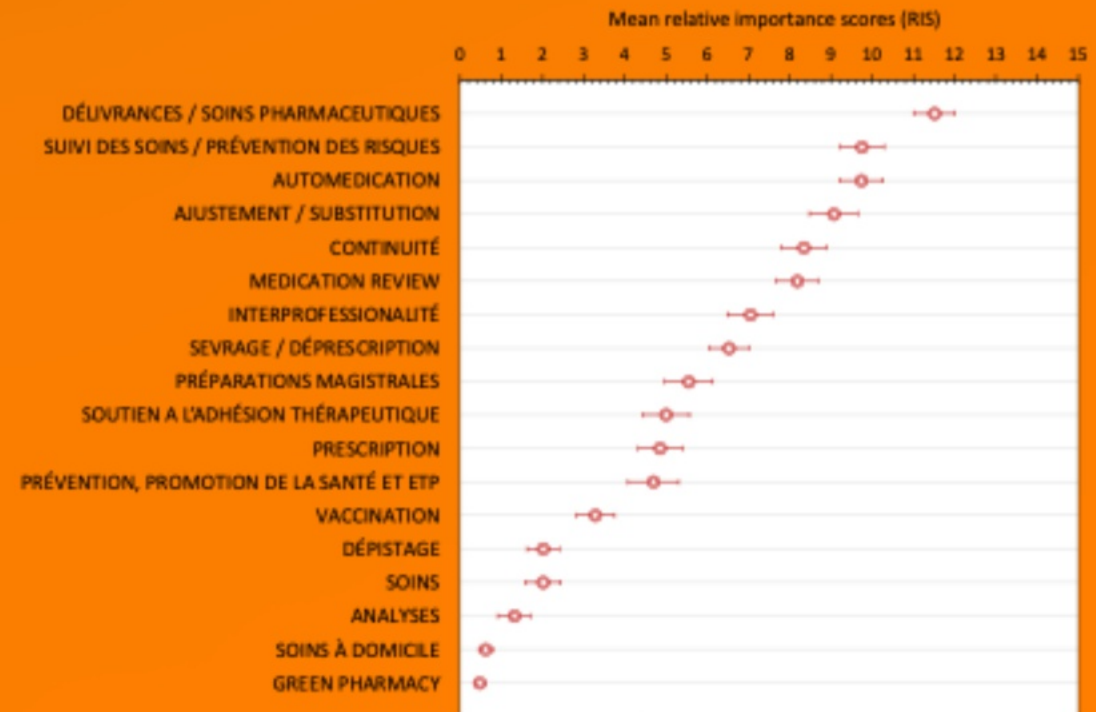 Mean relative importance scores (RIS)
0 1 2 3 4 5 6 7 8 9 10 11 12 13 14 15
DÉLIVRANCES / SOINS PHARMACEUTIQUES
SUIVI DES SOINS / PRÉVENTION DES RISQUES
AUTOMEDICATION
AJUSTEMENT / SUBSTITUTION
CONTINUITÉ
MEDICATION REVIEW
INTERPROFESSIONALITÉ
SEVRAGE / DÉPRESCRIPTION
PRÉPARATIONS MAGISTRALES
SOUTIEN A L'ADHÉSION THÉRAPEUTIQUE
PRESCRIPTION
PRÉVENTION, PROMOTION DE LA SANTÉ ET ETP
VACCINATION
DÉPISTAGE
SOINS
ANALYSES
SOINS À DOMICILE
GREEN PHARMACY